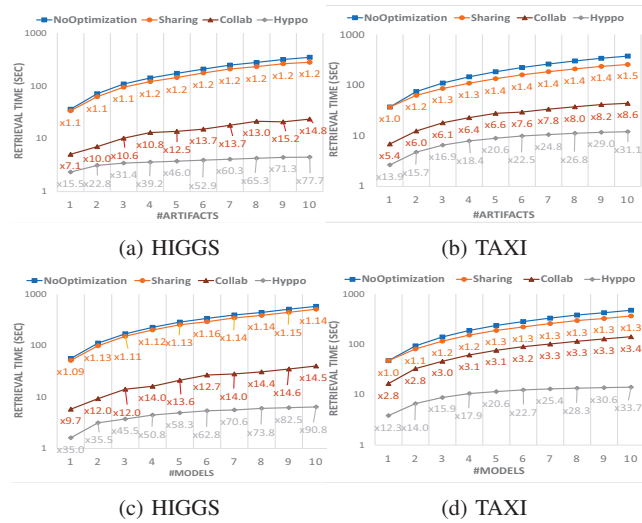 NoOptimization Sharing Collab Hyppo
RETRIEVAL TIME (SEC)
1000
100
10
1
x1.1 x1.1 x1.1 x1.2 x1.2 x1.2 x1.2 x1.2 x1.2 x1.2
x7.1 x10.0 x10.6 x10.8 x12.5 x13.7 x13.7 x13.0 x15.2 x14.8
x15.5 x22.8 x31.4 x39.2 x46.0 x52.9 x60.3 x65.3 x71.3 x77.7
1 2 3 4 5 6 7 8 9 10
#ARTIFACTS
(a) HIGGS
NoOptimization Sharing Collab Hyppo
RETRIEVAL TIME (SEC)
1000
100
10
1
x1.0 x1.2 x1.3 x1.3 x1.4 x1.4 x1.4 x1.4 x1.4 x1.5
x5.4 x6.0 x6.1 x6.4 x6.6 x7.6 x7.8 x8.0 x8.2 x8.6
x13.9 x15.7 x16.9 x18.4 x20.6 x22.5 x24.8 x26.8 x29.0 x31.1
1 2 3 4 5 6 7 8 9 10
#ARTIFACTS
(b) TAXI
NoOptimization Sharing Collab Hyppo
RETRIEVAL TIME (SEC)
1000
100
10
1
x1.09 x1.13 x1.11 x1.12 x1.13 x1.16 x1.14 x1.14 x1.15 x1.14
x9.7 x12.0 x12.0 x14.0 x13.6 x12.7 x14.0 x14.4 x14.6 x14.5
x35.0 x35.5 x45.5 x50.8 x58.3 x62.8 x70.6 x73.8 x82.5 x90.8
1 2 3 4 5 6 7 8 9 10
#MODELS
(c) HIGGS
NoOptimization Sharing Collab Hyppo
RETRIEVAL TIME (SEC)
1000
100
10
1
x1.0 x1.1 x1.2 x1.2 x1.3 x1.3 x1.3 x1.3 x1.3 x1.3
x2.8 x2.8 x3.0 x3.1 x3.1 x3.2 x3.3 x3.3 x3.3 x3.4
x12.3 x14.0 x15.9 x17.9 x20.6 x22.7 x25.4 x28.3 x30.6 x33.7
1 2 3 4 5 6 7 8 9 10
#MODELS
(d) TAXI